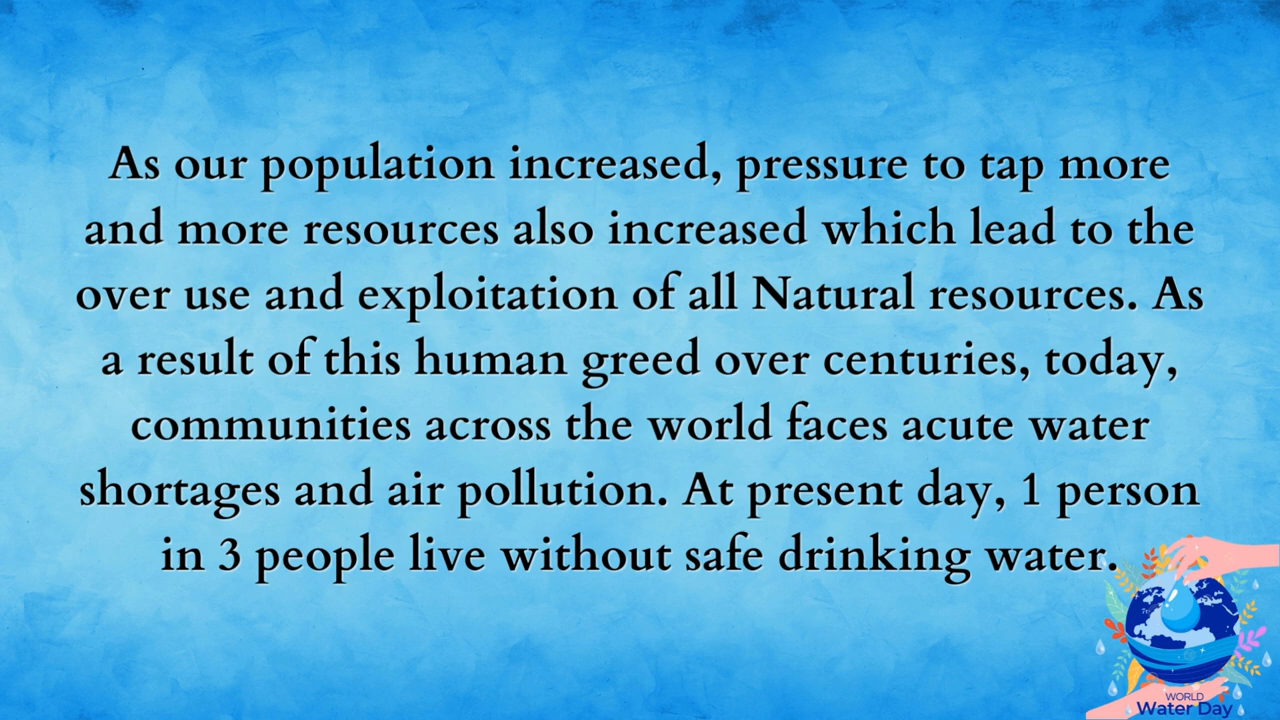 As our population increased, pressure to tap more
and more resources also increased which lead to the
over use and exploitation of all Natural resources. As
a result of this human greed over centuries, today,
communities across the world faces acute water
shortages and air pollution. At present day, 1 person
in 3 people live without safe drinking water.
WORLD
Water Day